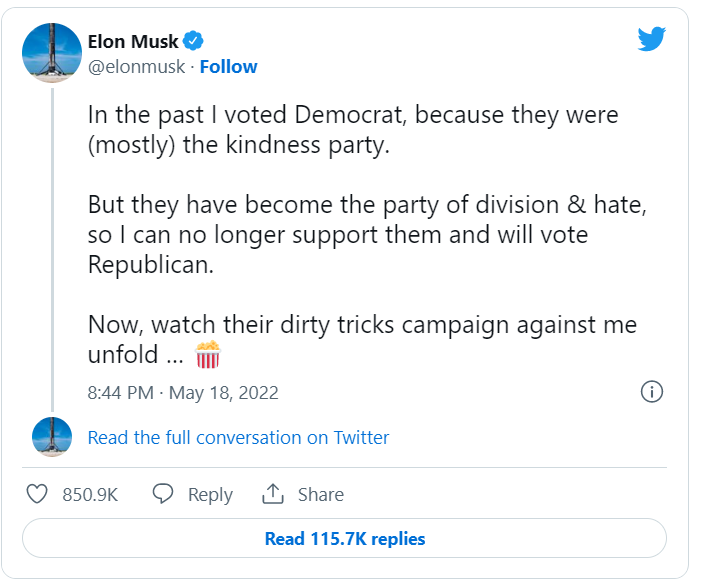 Elon Musk
@elonmusk · Follow
In the past I voted Democrat, because they were
(mostly) the kindness party.
But they have become the party of division & hate,
so I can no longer support them and will vote
Republican.
Now, watch their dirty tricks campaign against me
unfold … 🍿
8:44 PM · May 18, 2022
Read the full conversation on Twitter
850.9K Reply Share
Read 115.7K replies